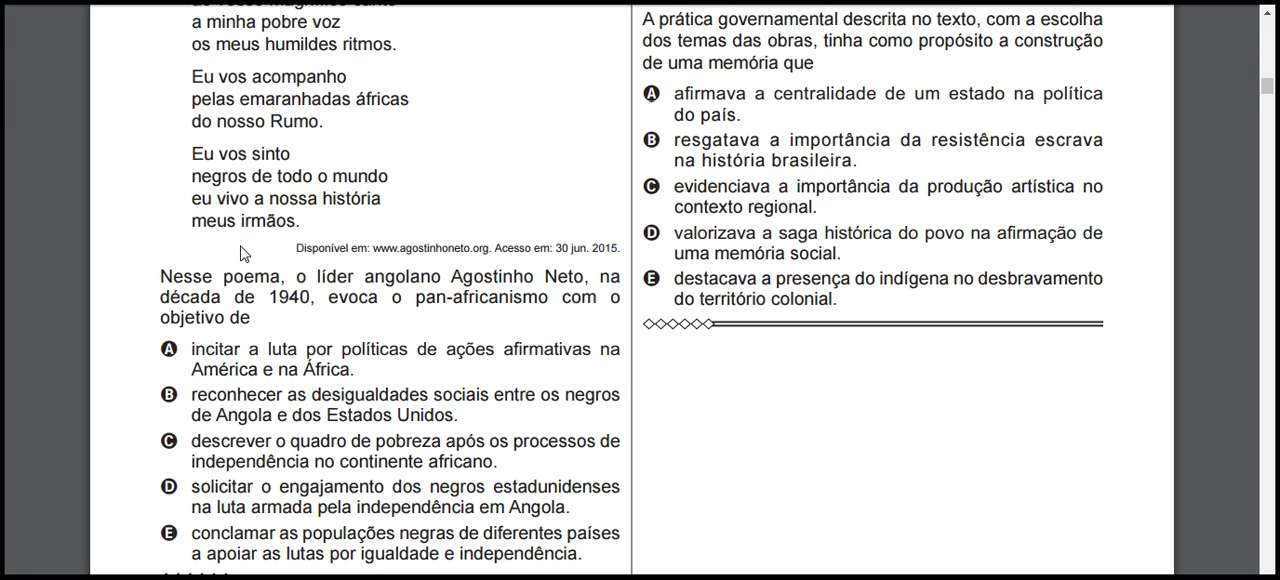 a minha pobre voz
os meus humildes ritmos.
Eu vos acompanho
pelas emaranhadas áfricas
do nosso Rumo.
Eu vos sinto
negros de todo o mundo
eu vivo a nossa história
meus irmãos.
Disponível em: www.agostinhoneto.org. Acesso em: 30 jun. 2015.
Nesse poema, o líder angolano Agostinho Neto, na
década de 1940, evoca o pan-africanismo com o
objetivo de
A incitar a luta por políticas de ações afirmativas na
América e na África.
B reconhecer as desigualdades sociais entre os negros
de Angola e dos Estados Unidos.
C descrever o quadro de pobreza após os processos de
independência no continente africano.
D solicitar o engajamento dos negros estadunidenses
na luta armada pela independência em Angola.
E conclamar as populações negras de diferentes países
a apoiar as lutas por igualdade e independência.
A prática governamental descrita no texto, com a escolha
dos temas das obras, tinha como propósito a construção
de uma memória que
A afirmava a centralidade de um estado na política
do país.
B resgatava a importância da resistência escrava
na história brasileira.
C evidenciava a importância da produção artística no
contexto regional.
D valorizava a saga histórica do povo na afirmação de
uma memória social.
E destacava a presença do indígena no desbravamento
do território colonial.